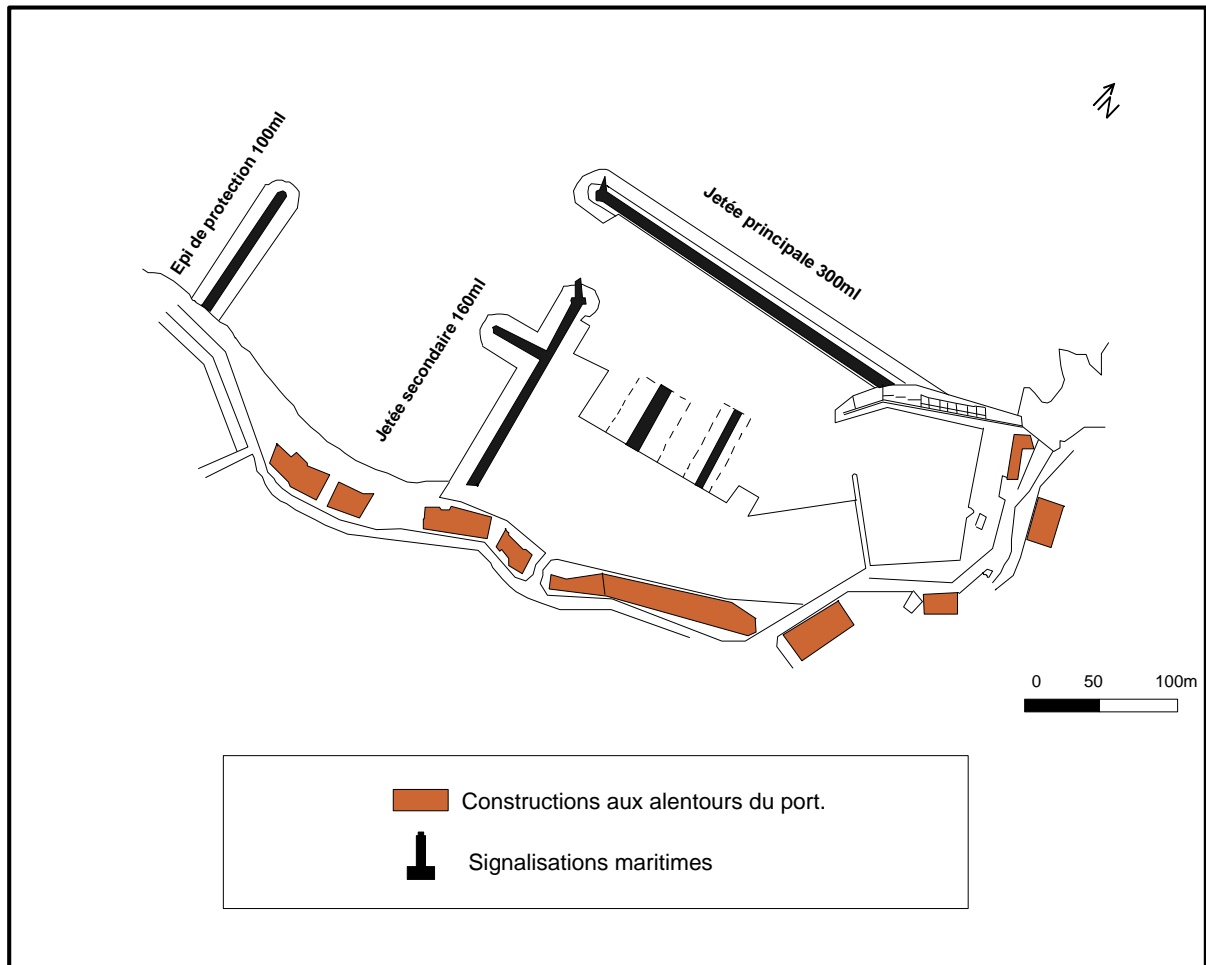 N
Epi de protection 100ml
Jetée principale 300ml
Jetée secondaire 160ml
0 50 100m
Constructions aux alentours du port.
Signalisations maritimes